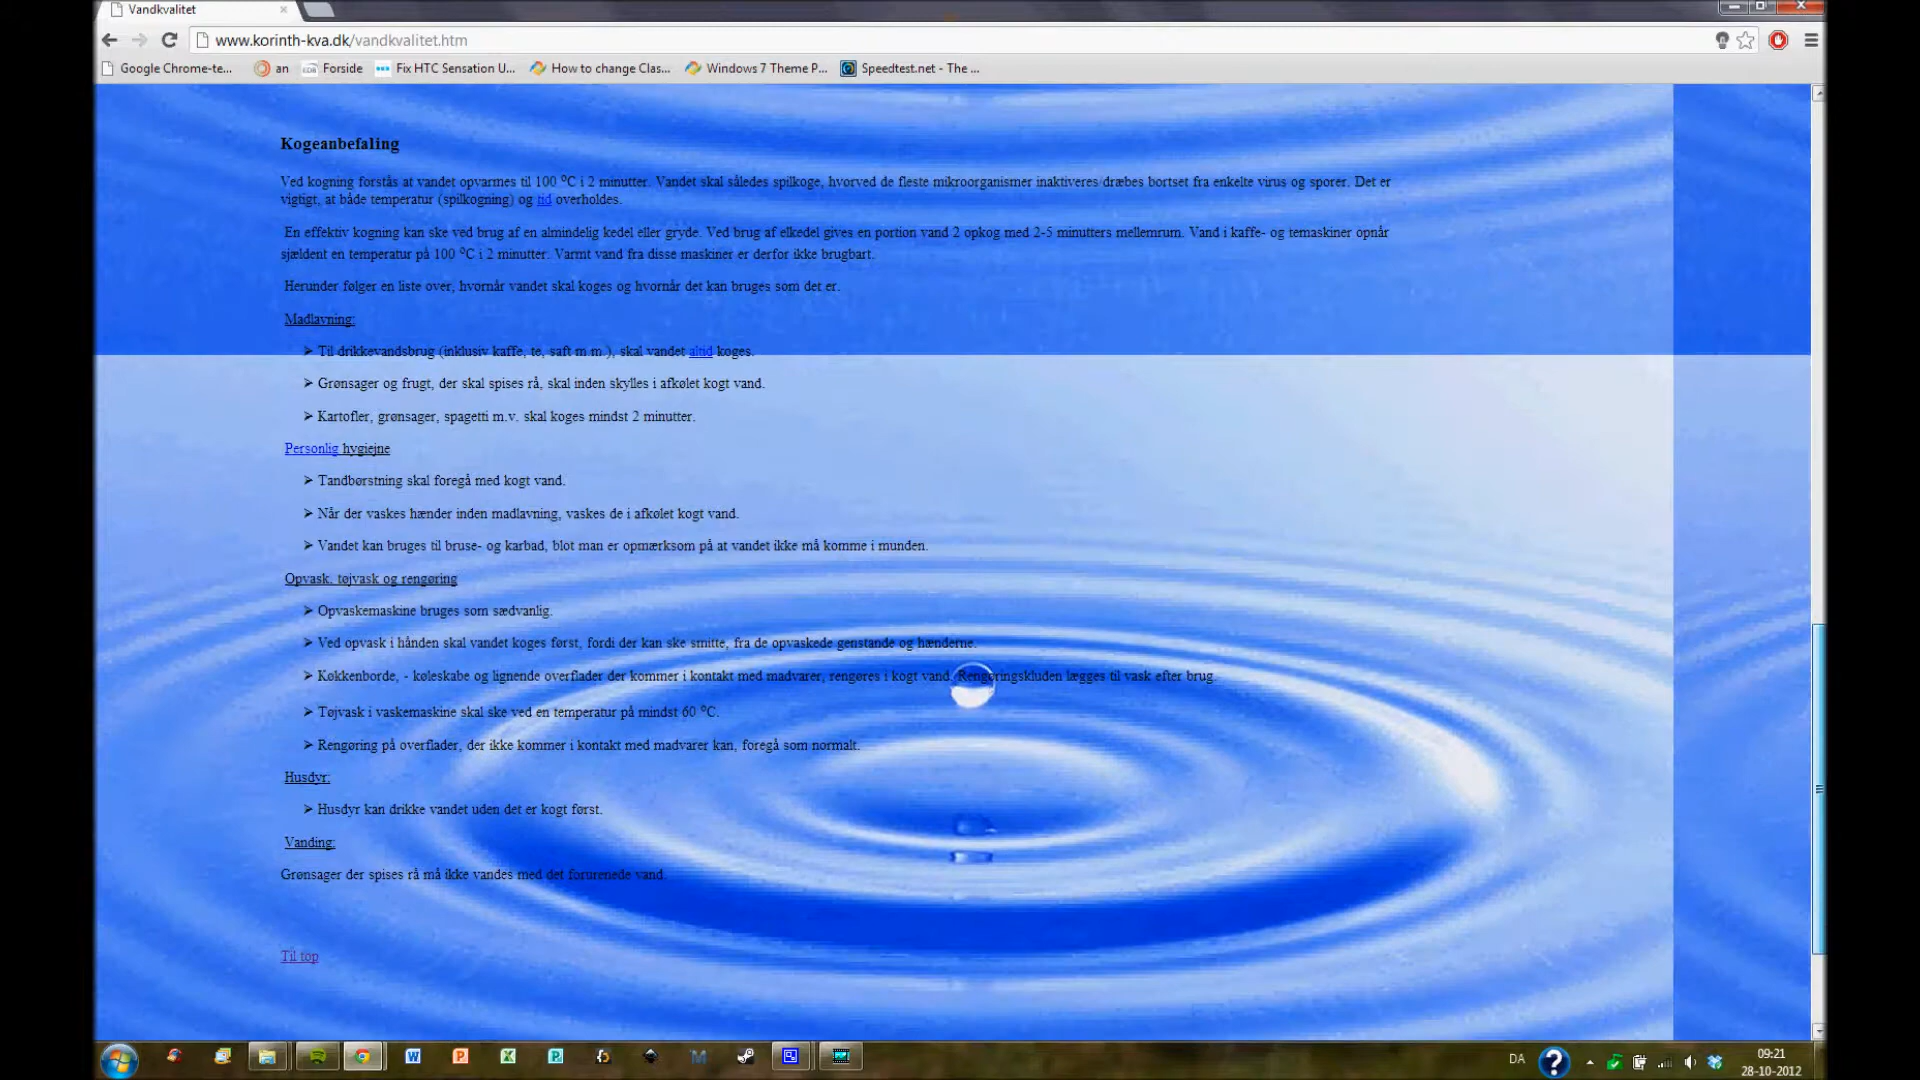 Vandkvalitet
www.korinth-kva.dk/vandkvalitet.htm
Google Chrome-te... an Forside Fix HTC Sensation U... How to change Clas... Windows 7 Theme P... Speedtest.net - The ...
Kogeanbefaling
Ved kogning forstås at vandet opvarmes til 100 ⁰C i 2 minutter. Vandet skal således spilkoge, hvorved de fleste mikroorganismer inaktiveres/dræbes bortset fra enkelte virus og sporer. Det er
vigtigt, at både temperatur (spilkogning) og tid overholdes.
En effektiv kogning kan ske ved brug af en almindelig kedel eller gryde. Ved brug af elkedel gives en portion vand 2 opkog med 2-5 minutters mellemrum. Vand i kaffe- og temaskiner opnår
sjældent en temperatur på 100 ⁰C i 2 minutter. Varmt vand fra disse maskiner er derfor ikke brugbart.
Herunder følger en liste over, hvornår vandet skal koges og hvornår det kan bruges som det er.
Madlavning:
➢ Til drikkevandsbrug (inklusiv kaffe, te, saft m.m.), skal vandet altid koges.
➢ Grønsager og frugt, der skal spises rå, skal inden skylles i afkølet kogt vand.
➢ Kartofler, grønsager, spagetti m.v. skal koges mindst 2 minutter.
Personlig hygiejne
➢ Tandbørstning skal foregå med kogt vand.
➢ Når der vaskes hænder inden madlavning, vaskes de i afkølet kogt vand.
➢ Vandet kan bruges til bruse- og karbad, blot man er opmærksom på at vandet ikke må komme i munden.
Opvask, tøjvask og rengøring
➢ Opvaskemaskine bruges som sædvanlig.
➢ Ved opvask i hånden skal vandet koges først, fordi der kan ske smitte, fra de opvaskede genstande og hænderne.
➢ Køkkenborde, - køleskabe og lignende overflader der kommer i kontakt med madvarer, rengøres i kogt vand. Rengøringskluden lægges til vask efter brug.
➢ Tøjvask i vaskemaskine skal ske ved en temperatur på mindst 60 ⁰C.
➢ Rengøring på overflader, der ikke kommer i kontakt med madvarer kan, foregå som normalt.
Husdyr:
➢ Husdyr kan drikke vandet uden det er kogt først.
Vanding:
Grønsager der spises rå må ikke vandes med det forurenede vand.
Til top
DA
09:21
28-10-2012